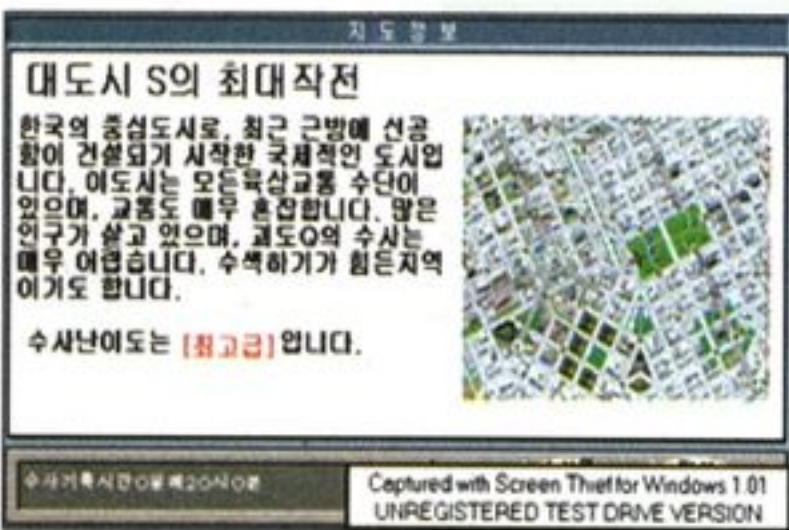 지도정보
대도시 S의 최대작전
한국의 중심도시로, 최근 근방에 신공
항이 건설되기 시작한 국제적인 도시입
니다. 이도시는 모든육상교통 수단이
있으며, 교통도 매우 혼잡합니다. 많은
인구가 살고 있으며, 괴도Q의 수사는
매우 어렵습니다. 수색하기가 힘든지역
이기도 합니다.
수사난이도는 [최고급] 입니다.
Captured with Screen Thief for Windows 1.01
UNREGISTERED TEST DRIVE VERSION